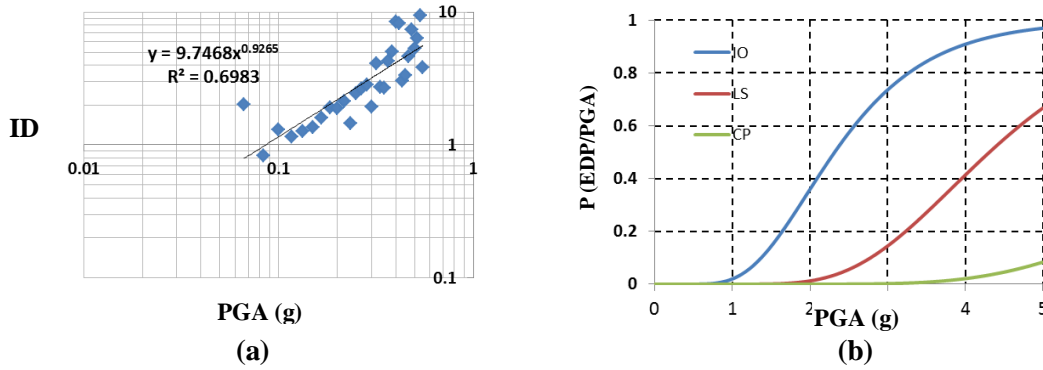 y = 9.7468x^0.9265
R² = 0.6983
ID
10
1
0.1
0.01
0.1
1
PGA (g)
(a)
P (EDP/PGA)
1
0.8
0.6
0.4
0.2
0
IO
LS
CP
0
1
2
3
4
5
PGA (g)
(b)